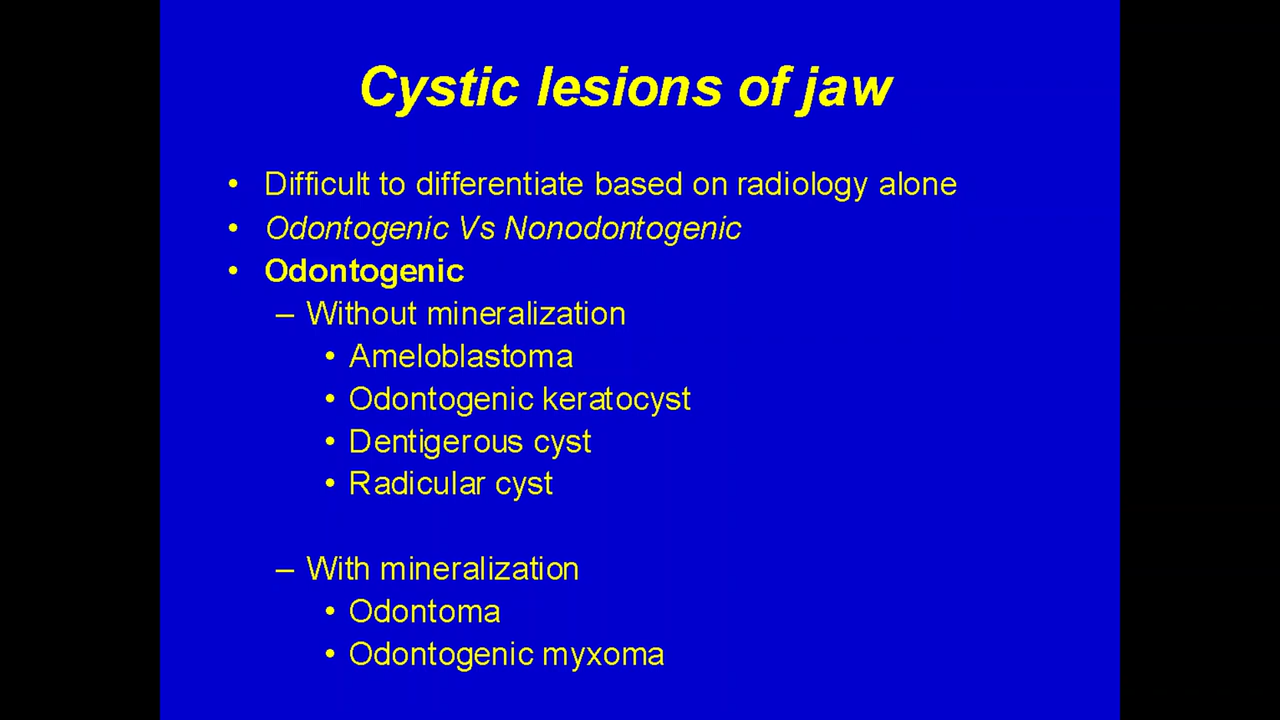 Cystic lesions of jaw
• Difficult to differentiate based on radiology alone
• Odontogenic Vs Nonodontogenic
• Odontogenic
– Without mineralization
• Ameloblastoma
• Odontogenic keratocyst
• Dentigerous cyst
• Radicular cyst
– With mineralization
• Odontoma
• Odontogenic myxoma